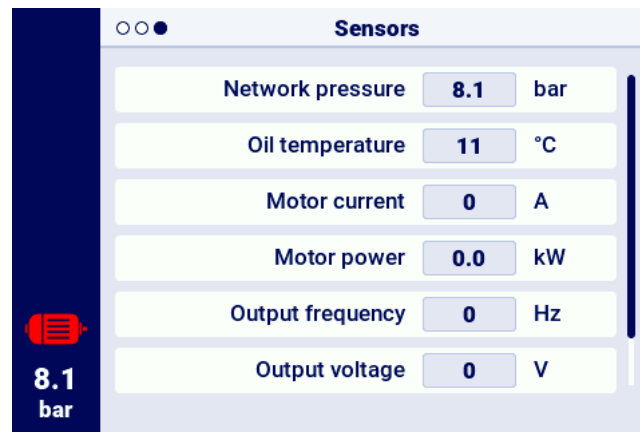 Sensors
Network pressure 8.1 bar
Oil temperature 11 °C
Motor current 0 A
Motor power 0.0 kW
Output frequency 0 Hz
Output voltage 0 V
8.1
bar